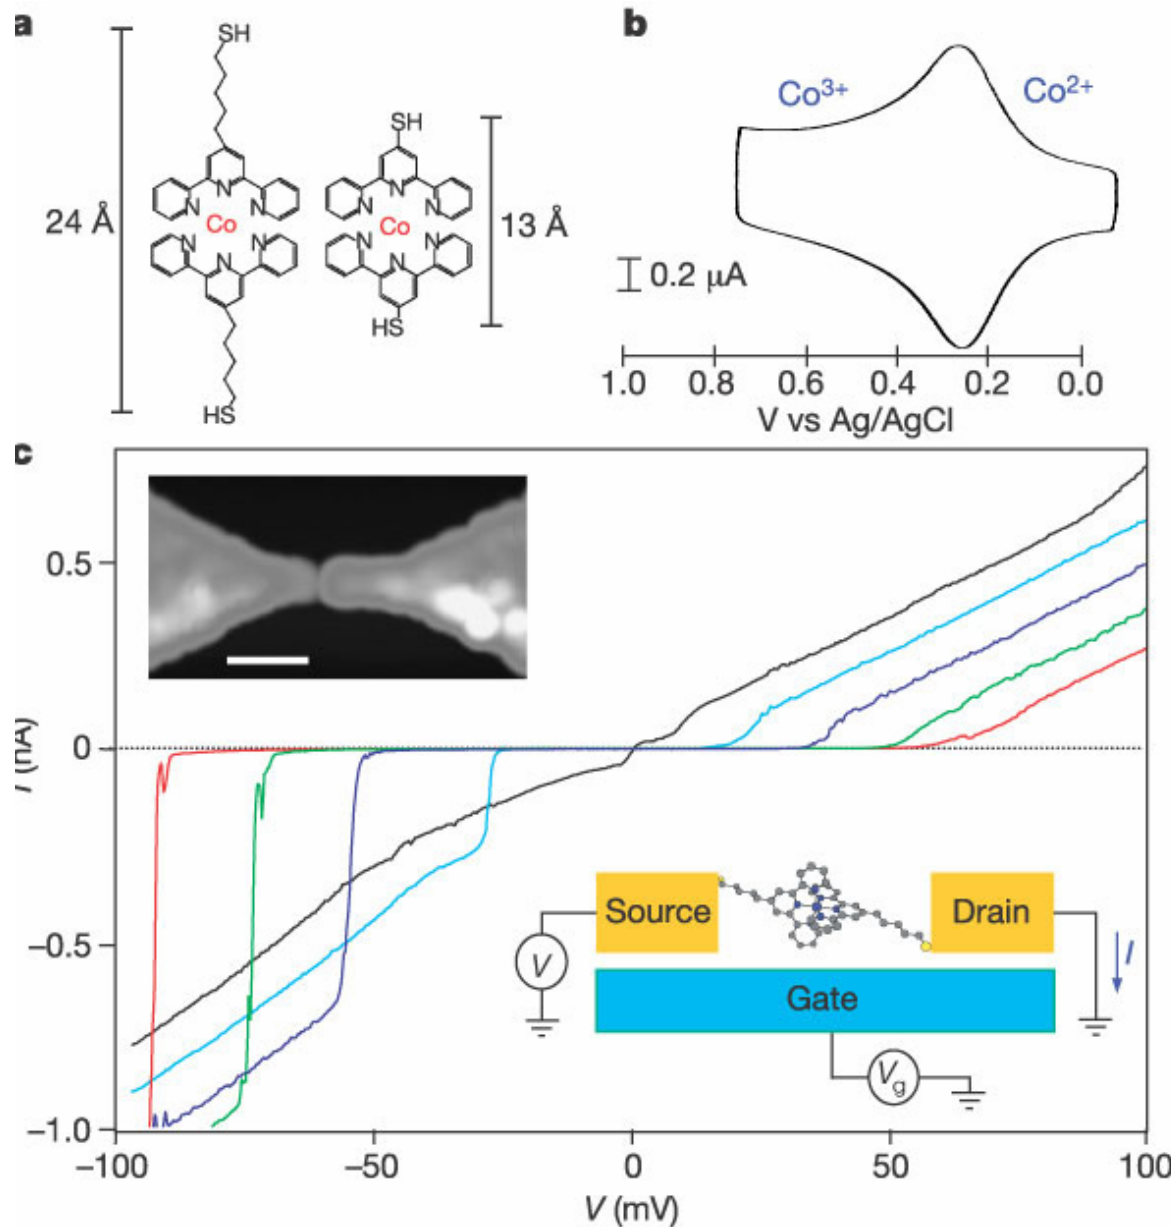 a
SH
SH
24 Å
N
N N
Co
N N
N
N
N N
Co
N N
N
13 Å
HS
HS
b
Co3+
Co2+
0.2 μA
1.0 0.8 0.6 0.4 0.2 0.0
V vs Ag/AgCl
c
0.5
0
−0.5
−1.0
I (nA)
Source
Drain
Gate
V
I
Vg
−100 −50 0 50 100
V (mV)